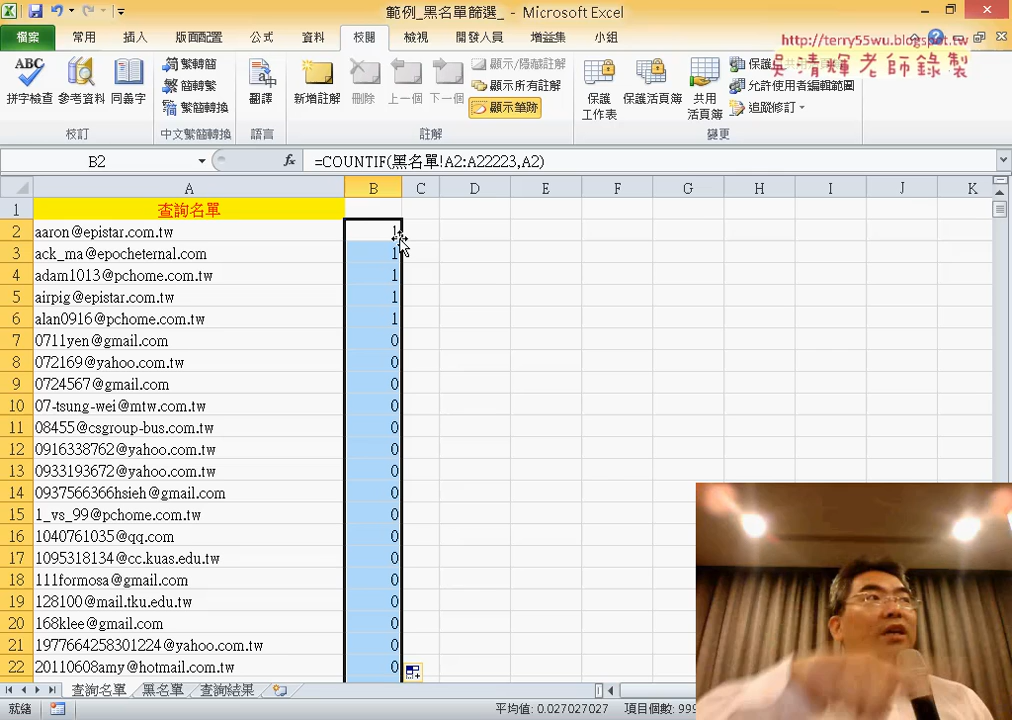 範例_黑名單篩選_ - Microsoft Excel
檔案 常用 插入 版面配置 公式 資料 校閱 檢視 開發人員 增益集 小組
http://terry55wu.blogspot.tw
吳清輝老師錄製
ABC
拼字檢查 參考資料 同義字
校訂
繁轉簡
簡轉繁
繁簡轉換
中文繁簡轉換
翻譯
語言
新增註解 刪除 上一個 下一個
顯示/隱藏註解
顯示所有註解
顯示筆跡
註解
保護工作表 保護活頁簿 共用活頁簿
允許使用者編輯範圍
追蹤修訂
變更
B2 fx =COUNTIF(黑名單!A2:A22223,A2)
A B C D E F G H I J K
1 查詢名單
2 aaron@epistar.com.tw 1
3 ack_ma@epocheternal.com 1
4 adam1013@pchome.com.tw 1
5 airpig@epistar.com.tw 1
6 alan0916@pchome.com.tw 1
7 0711yen@gmail.com 0
8 072169@yahoo.com.tw 0
9 0724567@gmail.com 0
10 07-tsung-wei@mtw.com.tw 0
11 08455@csgroup-bus.com.tw 0
12 0916338762@yahoo.com.tw 0
13 0933193672@yahoo.com.tw 0
14 0937566366hsieh@gmail.com 0
15 1_vs_99@pchome.com.tw 0
16 1040761035@qq.com 0
17 1095318134@cc.kuas.edu.tw 0
18 111formosa@gmail.com 0
19 128100@mail.tku.edu.tw 0
20 168klee@gmail.com 0
21 1977664258301224@yahoo.com.tw 0
22 20110608amy@hotmail.com.tw 0
查詢名單 黑名單 查詢結果
就緒 平均值: 0.027027027 項目個數: 999